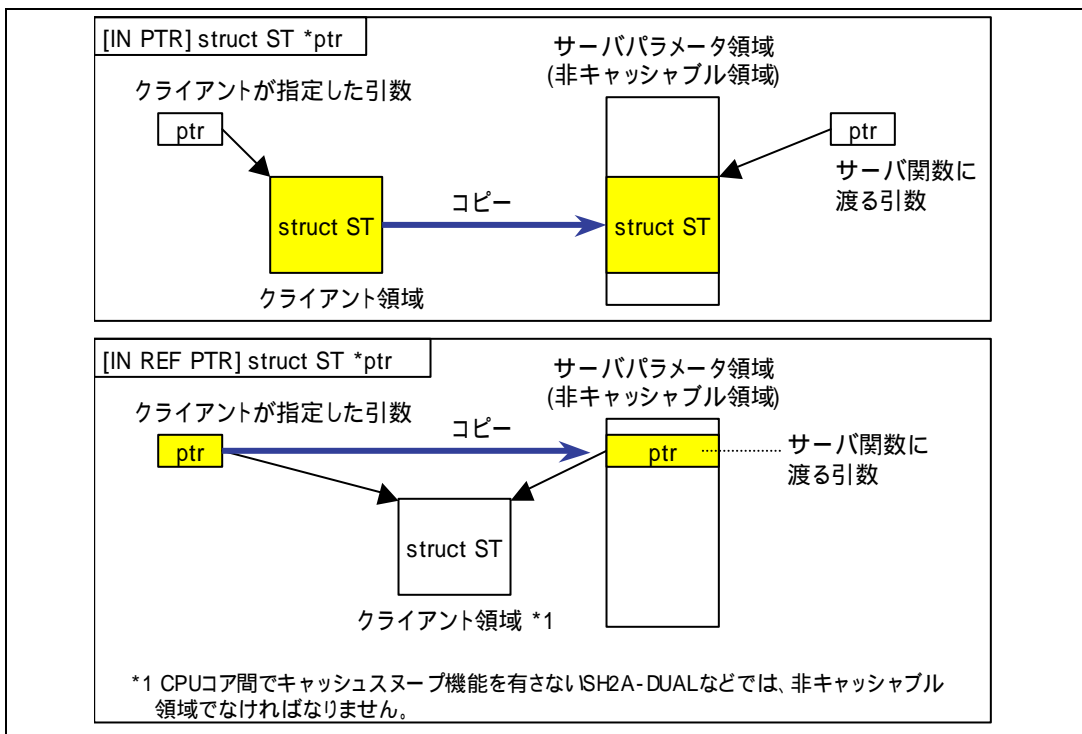 [IN PTR] struct ST *ptr
サーバパラメータ領域
(非キャッシャブル領域)
クライアントが指定した引数
ptr
ptr
サーバ関数に
渡る引数
コピー
struct ST
struct ST
クライアント領域
[IN REF PTR] struct ST *ptr
サーバパラメータ領域
(非キャッシャブル領域)
クライアントが指定した引数
コピー
ptr
ptr
サーバ関数に
渡る引数
struct ST
クライアント領域 *1
*1 CPUコア間でキャッシュスヌープ機能を有さないSH2A-DUALなどでは、非キャッシャブル
領域でなければなりません。